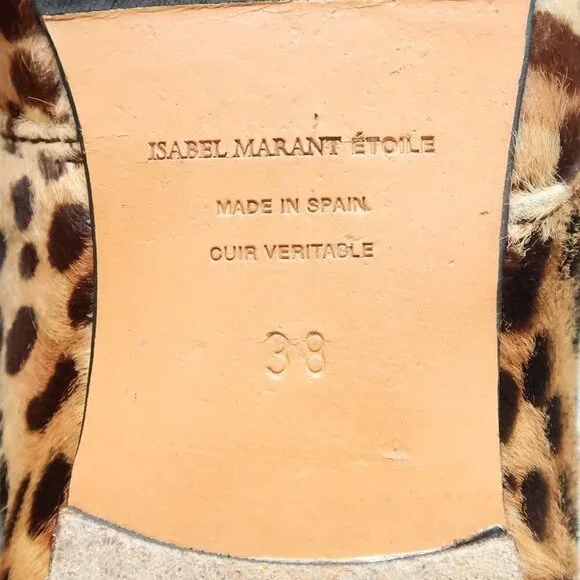 ISABEL MARANT ÉTOILE
MADE IN SPAIN
CUIR VERITABLE
38